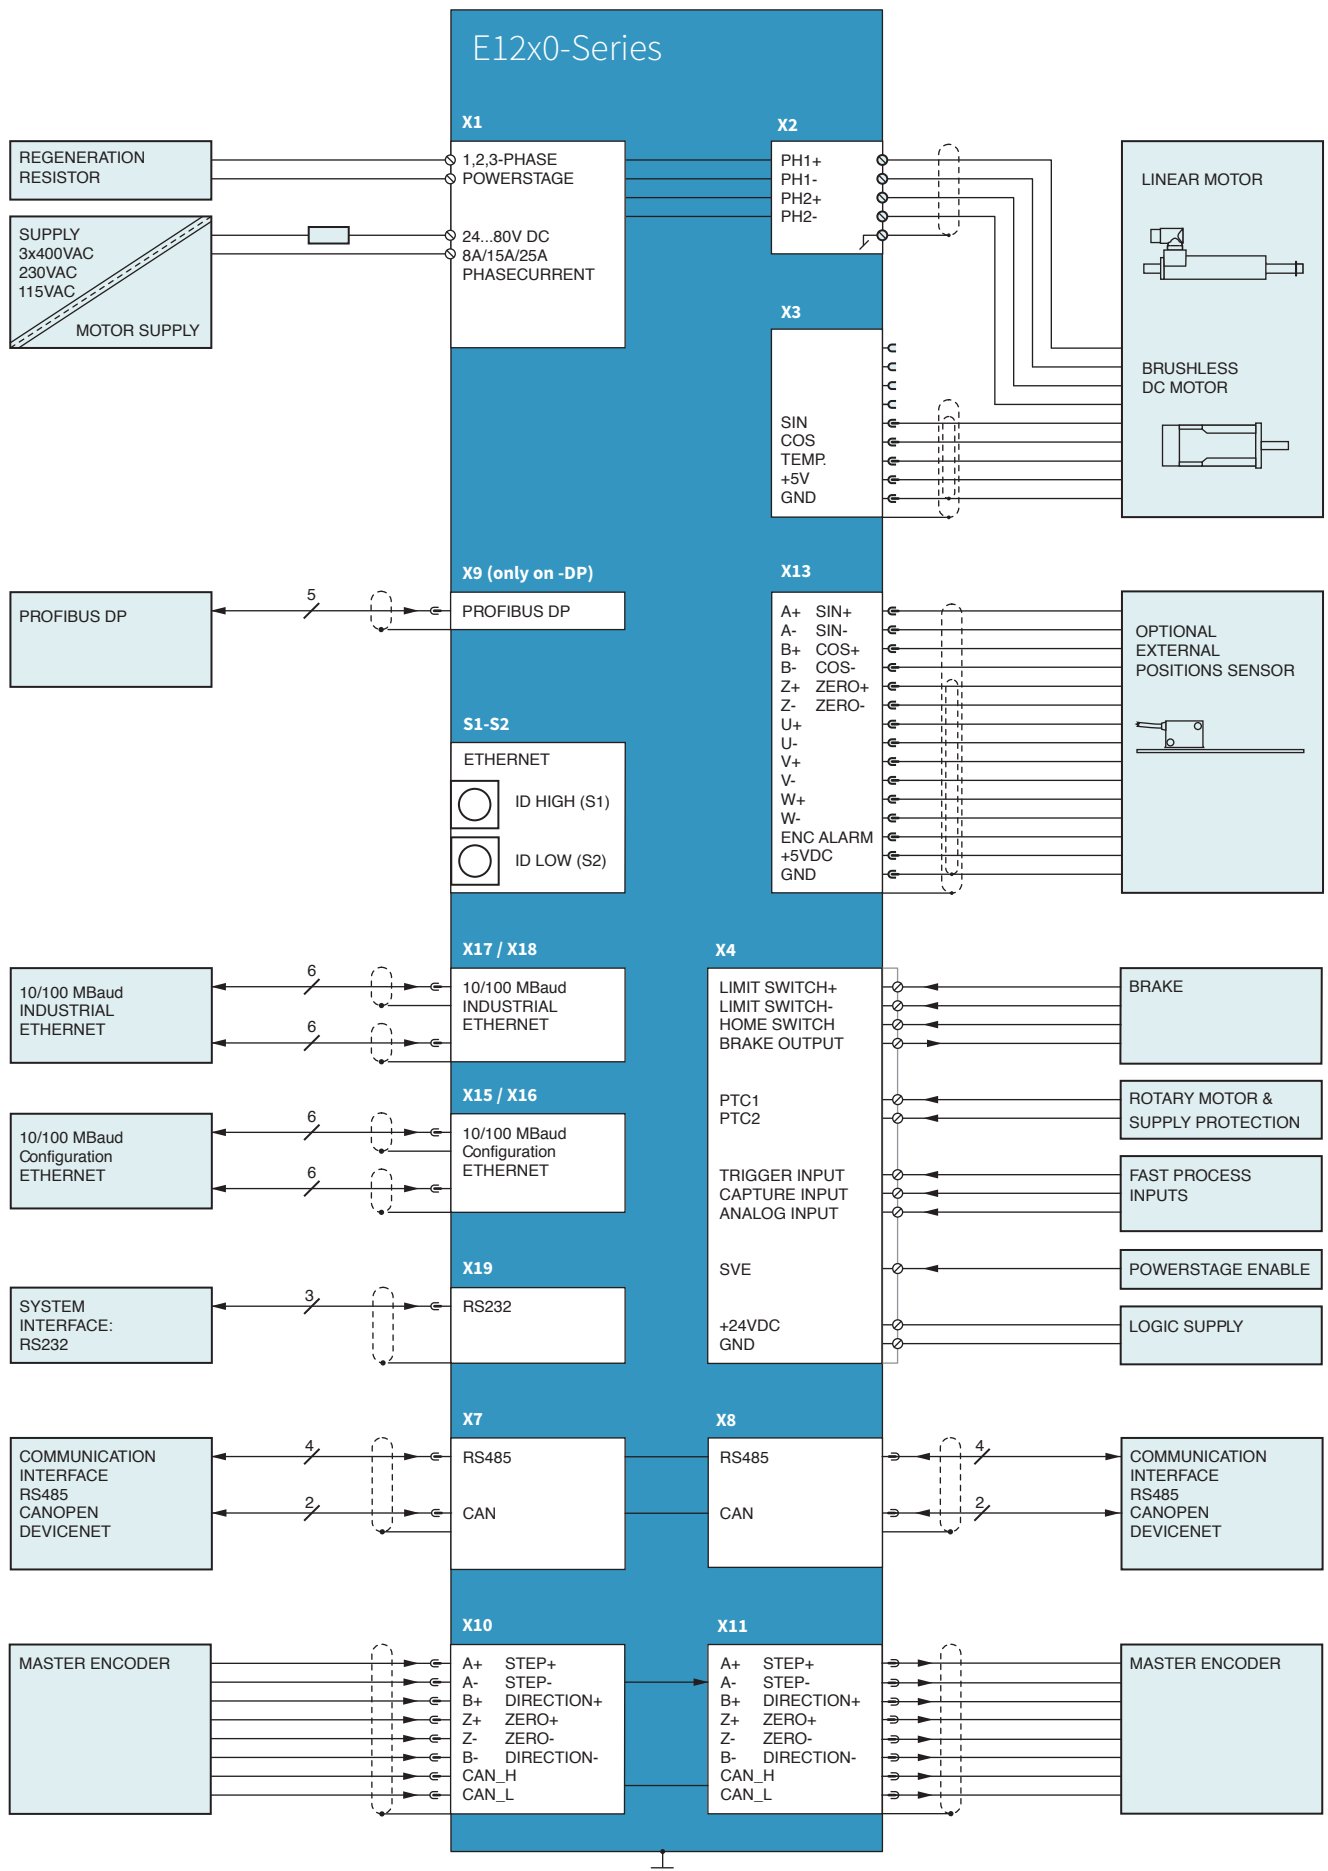 E12x0-Series
X1
X2
REGENERATION
RESISTOR
1,2,3-PHASE
POWERSTAGE
24...80V DC
8A/15A/25A
PHASECURRENT
SUPPLY
3x400VAC
230VAC
115VAC
MOTOR SUPPLY
PH1+
PH1-
PH2+
PH2-
LINEAR MOTOR
BRUSHLESS
DC MOTOR
X3
SIN
COS
TEMP.
+5V
GND
X9 (only on -DP)
PROFIBUS DP
5
PROFIBUS DP
X13
A+ SIN+
A- SIN-
B+ COS+
B- COS-
Z+ ZERO+
Z- ZERO-
U+
U-
V+
V-
W+
W-
ENC ALARM
+5VDC
GND
OPTIONAL
EXTERNAL
POSITIONS SENSOR
S1-S2
ETHERNET
ID HIGH (S1)
ID LOW (S2)
X17 / X18
10/100 MBaud
INDUSTRIAL
ETHERNET
6
6
10/100 MBaud
INDUSTRIAL
ETHERNET
X15 / X16
10/100 MBaud
Configuration
ETHERNET
6
6
10/100 MBaud
Configuration
ETHERNET
X4
LIMIT SWITCH+
LIMIT SWITCH-
HOME SWITCH
BRAKE OUTPUT
PTC1
PTC2
TRIGGER INPUT
CAPTURE INPUT
ANALOG INPUT
SVE
+24VDC
GND
BRAKE
ROTARY MOTOR &
SUPPLY PROTECTION
FAST PROCESS
INPUTS
POWERSTAGE ENABLE
LOGIC SUPPLY
X19
SYSTEM
INTERFACE:
RS232
3
RS232
X7
X8
COMMUNICATION
INTERFACE
RS485
CANOPEN
DEVICENET
4
2
RS485
CAN
RS485
CAN
4
2
COMMUNICATION
INTERFACE
RS485
CANOPEN
DEVICENET
X10
X11
MASTER ENCODER
A+ STEP+
A- STEP-
B+ DIRECTION+
Z+ ZERO+
Z- ZERO-
B- DIRECTION-
CAN_H
CAN_L
A+ STEP+
A- STEP-
B+ DIRECTION+
Z+ ZERO+
Z- ZERO-
B- DIRECTION-
CAN_H
CAN_L
MASTER ENCODER